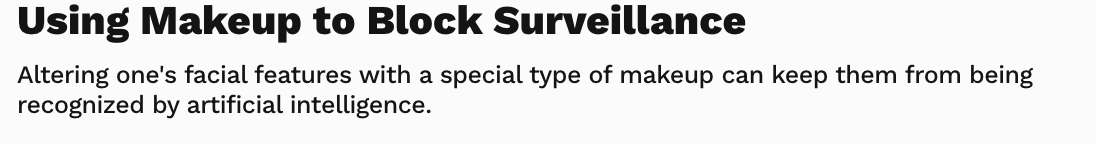 Using Makeup to Block Surveillance
Altering one's facial features with a special type of makeup can keep them from being
recognized by artificial intelligence.